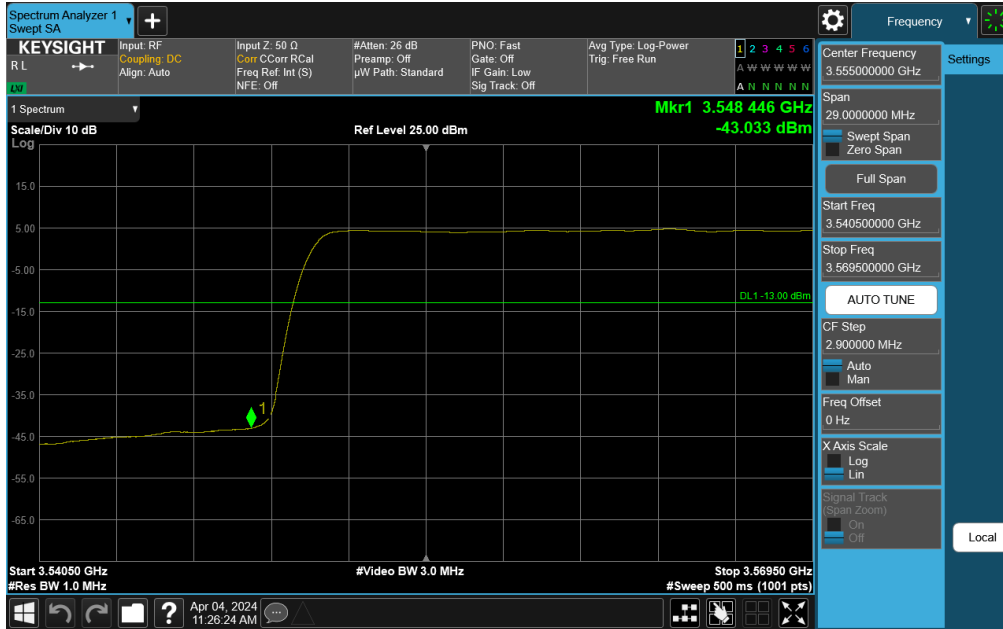 Spectrum Analyzer 1
Swept SA
+
Frequency
KEYSIGHT
RL
LXI
Input: RF
Coupling: DC
Align: Auto
Input Z: 50 Ω
Corr CCorr RCal
Freq Ref: Int (S)
NFE: Off
#Atten: 26 dB
Preamp: Off
µW Path: Standard
PNO: Fast
Gate: Off
IF Gain: Low
Sig Track: Off
Avg Type: Log-Power
Trig: Free Run
1 2 3 4 5 6
A W W W W W
A N N N N N
1 Spectrum
Scale/Div 10 dB
Log
Ref Level 25.00 dBm
Mkr1 3.548 446 GHz
-43.033 dBm
15.0
5.00
-5.00
-15.0
-25.0
-35.0
-45.0
-55.0
-65.0
DL1 -13.00 dBm
1
Start 3.54050 GHz
#Res BW 1.0 MHz
#Video BW 3.0 MHz
Stop 3.56950 GHz
#Sweep 500 ms (1001 pts)
Center Frequency
3.555000000 GHz
Span
29.0000000 MHz
Swept Span
Zero Span
Full Span
Start Freq
3.540500000 GHz
Stop Freq
3.569500000 GHz
AUTO TUNE
CF Step
2.900000 MHz
Auto
Man
Freq Offset
0 Hz
X Axis Scale
Log
Lin
Signal Track
(Span Zoom)
On
Off
Settings
Local
?
Apr 04, 2024
11:26:24 AM